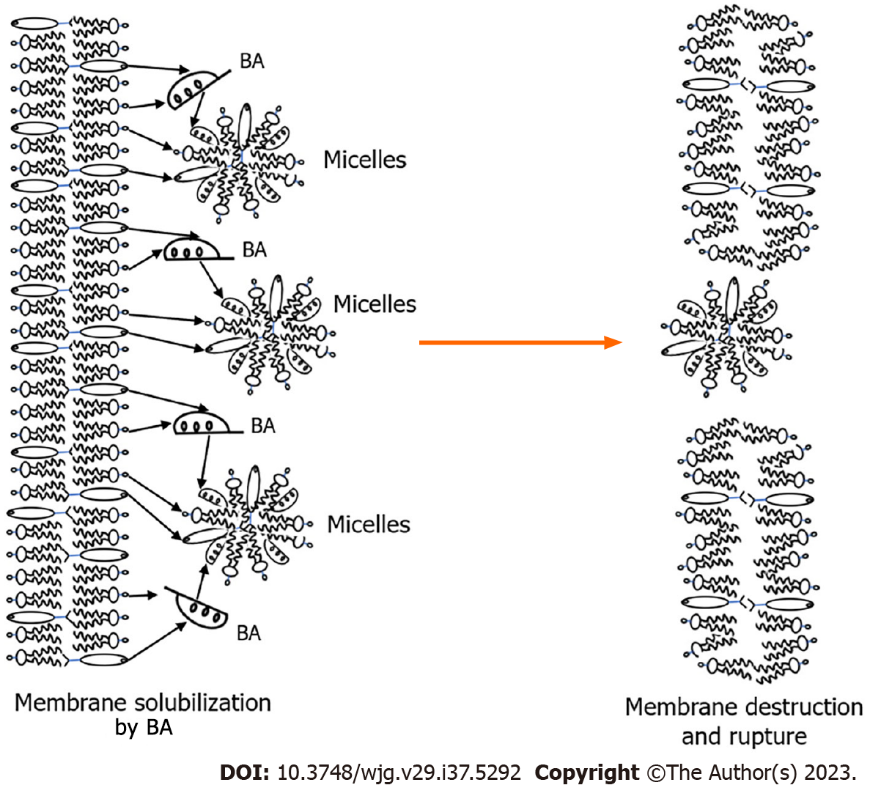 BA
Micelles
BA
Micelles
BA
Micelles
BA
Membrane solubilization
by BA
Membrane destruction
and rupture
DOI: 10.3748/wjg.v29.i37.5292 Copyright ©The Author(s) 2023.